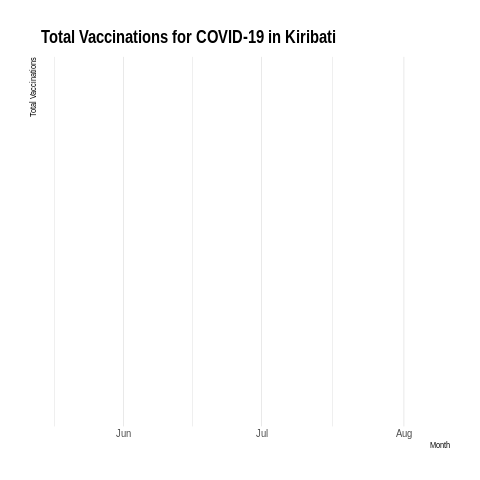 Total Vaccinations for COVID-19 in Kiribati
Total Vaccinations
Jun
Jul
Aug
Month